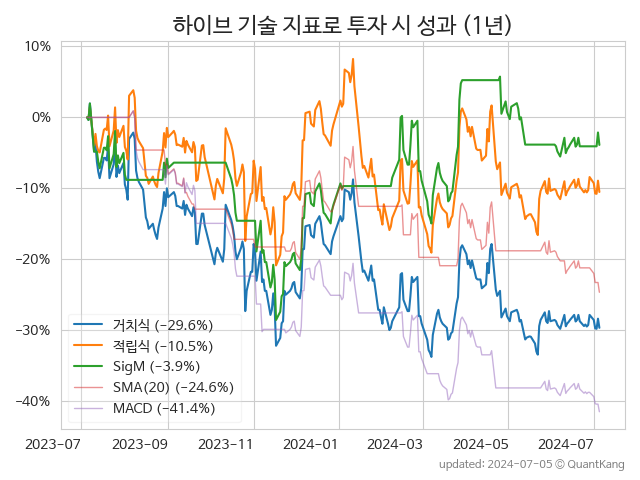 하이브 기술 지표로 투자 시 성과 (1년)
10%
0%
−10%
−20%
−30%
−40%
거치식 (−29.6%)
적립식 (−10.5%)
SigM (−3.9%)
SMA(20) (−24.6%)
MACD (−41.4%)
2023−07
2023−09
2023−11
2024−01
2024−03
2024−05
2024−07
updated: 2024−07−05 © QuantKang